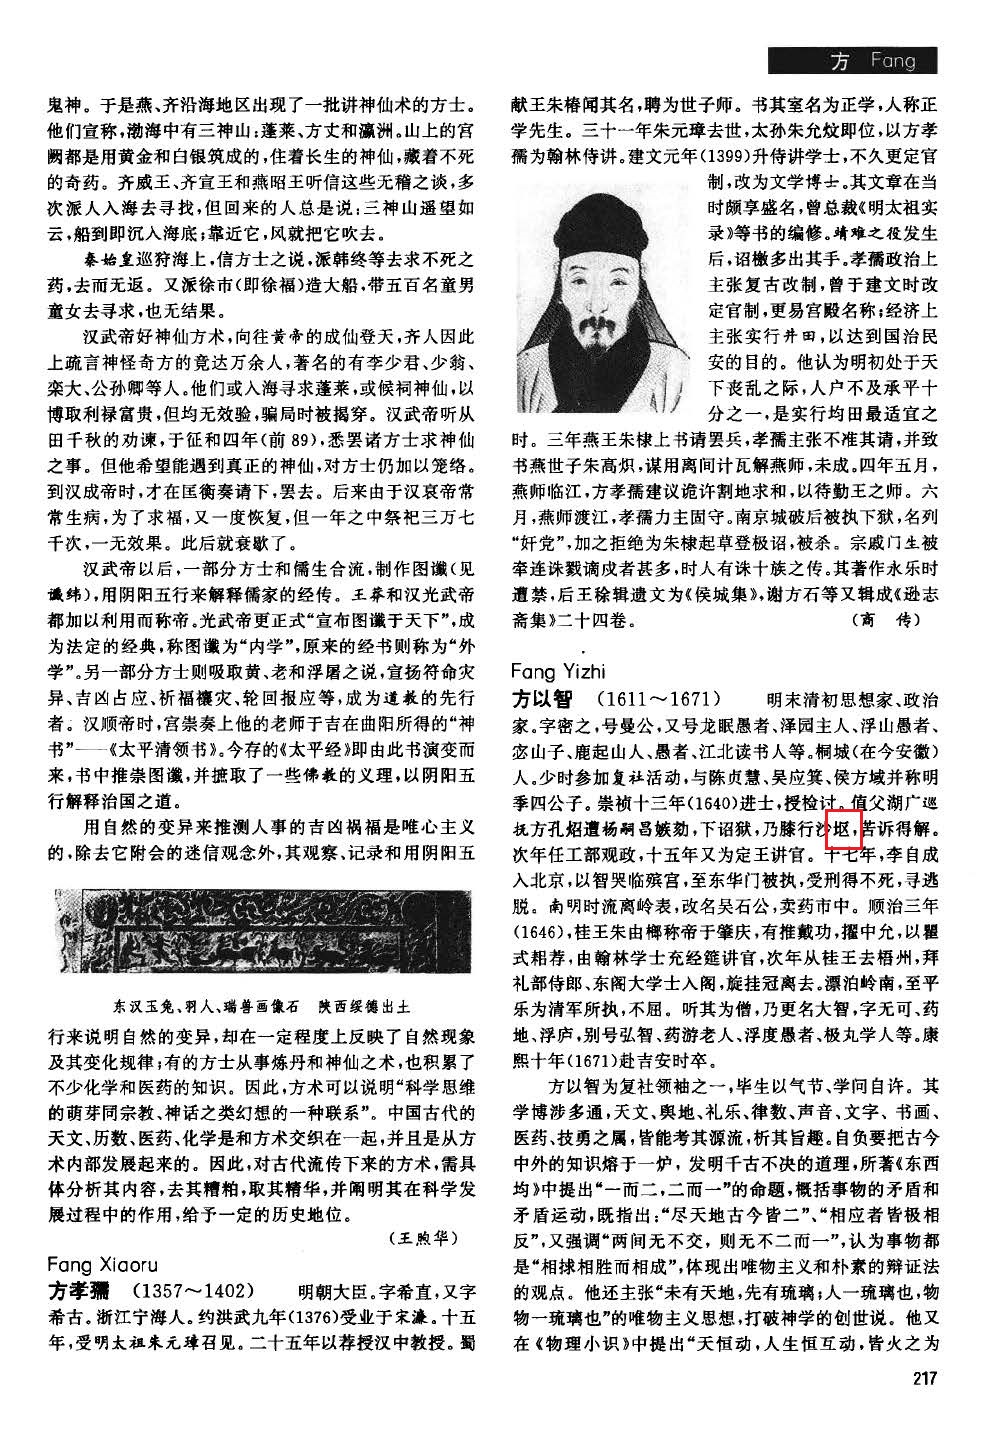 方 Fang
鬼神。于是燕、齐沿海地区出现了一批讲神仙术的方士。
他们宣称,渤海中有三神山:蓬莱、方丈和瀛洲。山上的宫
阙都是用黄金和白银筑成的,住着长生的神仙,藏着不死
的奇药。齐威王、齐宣王和燕昭王听信这些无稽之谈,多
次派人入海去寻找,但回来的人总是说:三神山遥望如
云,船到即沉入海底;靠近它,风就把它吹去。
秦始皇巡狩海上,信方士之说,派韩终等去求不死之
药,去而无返。又派徐市(即徐福)造大船,带五百名童男
童女去寻求,也无结果。
汉武帝好神仙方术,向往黄帝的成仙登天,齐人因此
上疏言神怪奇方的竟达万余人,著名的有李少君、少翁、
栾大、公孙卿等人。他们或入海寻求蓬莱,或候祠神仙,以
博取利禄富贵,但均无效验,骗局时被揭穿。汉武帝听从
田千秋的劝谏,于征和四年(前89),悉罢诸方士求神仙
之事。但他希望能遇到真正的神仙,对方士仍加以笼络。
到汉成帝时,才在匡衡奏请下,罢去。后来由于汉哀帝常
常生病,为了求福,又一度恢复,但一年之中祭祀三万七
千次,一无效果。此后就衰歇了。
汉武帝以后,一部分方士和儒生合流,制作图谶(见
谶纬),用阴阳五行来解释儒家的经传。王莽和汉光武帝
都加以利用而称帝。光武帝更正式“宣布图谶于天下”,成
为法定的经典,称图谶为“内学”,原来的经书则称为“外
学”。另一部分方士则吸取黄、老和浮屠之说,宣扬符命灾
异、吉凶占应、祈福禳灾、轮回报应等,成为道教的先行
者。汉顺帝时,宫崇奏上他的老师于吉在曲阳所得的“神
书”——《太平清领书》。今存的《太平经》即由此书演变而
来,书中推崇图谶,并摭取了一些佛教的义理,以阴阳五
行解释治国之道。
用自然的变异来推测人事的吉凶祸福是唯心主义
的,除去它附会的迷信观念外,其观察、记录和用阴阳五
东汉玉兔、羽人、瑞兽画像石 陕西绥德出土
行来说明自然的变异,却在一定程度上反映了自然现象
及其变化规律;有的方士从事炼丹和神仙之术,也积累了
不少化学和医药的知识。因此,方术可以说明“科学思维
的萌芽同宗教、神话之类幻想的一种联系”。中国古代的
天文、历数、医药、化学是和方术交织在一起,并且是从方
术内部发展起来的。因此,对古代流传下来的方术,需具
体分析其内容,去其糟粕,取其精华,并阐明其在科学发
展过程中的作用,给予一定的历史地位。
(王煦华)
Fang Xiaoru
方孝孺 (1357～1402) 明朝大臣。字希直,又字
希古。浙江宁海人。约洪武九年(1376)受业于宋濂。十五
年,受明太祖朱元璋召见。二十五年以荐授汉中教授。蜀
献王朱椿闻其名,聘为世子师。书其室名为正学,人称正
学先生。三十一年朱元璋去世,太孙朱允炆即位,以方孝
孺为翰林侍讲。建文元年(1399)升侍讲学士,不久更定官
制,改为文学博士。其文章在当
时颇享盛名,曾总裁《明太祖实
录》等书的编修。靖难之役发生
后,诏檄多出其手。孝孺政治上
主张复古改制,曾于建文时改
定官制,更易宫殿名称;经济上
主张实行井田,以达到国治民
安的目的。他认为明初处于天
下丧乱之际,人户不及承平十
分之一,是实行均田最适宜之
时。三年燕王朱棣上书请罢兵,孝孺主张不准其请,并致
书燕世子朱高炽,谋用离间计瓦解燕师,未成。四年五月,
燕师临江,方孝孺建议诡许割地求和,以待勤王之师。六
月,燕师渡江,孝孺力主固守。南京城破后被执下狱,名列
“奸党”,加之拒绝为朱棣起草登极诏,被杀。宗戚门生被
牵连诛戮谪戍者甚多,时人有诛十族之传。其著作永乐时
遭禁,后王稌辑遗文为《侯城集》,谢方石等又辑成《逊志
斋集》二十四卷。 (商 传)
Fang Yizhi
方以智 (1611～1671) 明末清初思想家、政治
家。字密之,号曼公,又号龙眠愚者、泽园主人、浮山愚者、
宓山子、鹿起山人、愚者、江北读书人等。桐城(在今安徽)
人。少时参加复社活动,与陈贞慧、吴应箕、侯方域并称明
季四公子。崇祯十三年(1640)进士,授检讨。值父湖广巡
抚方孔炤遭杨嗣昌嫉劾,下诏狱,乃膝行沙堰,苦诉得解。
次年任工部观政,十五年又为定王讲官。十七年,李自成
入北京,以智哭临殡宫,至东华门被执,受刑得不死,寻逃
脱。南明时流离岭表,改名吴石公,卖药市中。顺治三年
(1646),桂王朱由榔称帝于肇庆,有推戴功,擢中允,以瞿
式耜荐,由翰林学士充经筵讲官,次年从桂王去梧州,拜
礼部侍郎、东阁大学士入阁,旋挂冠离去。漂泊岭南,至平
乐为清军所执,不屈。听其为僧,乃更名大智,字无可、药
地、浮庐,别号弘智、药游老人、浮度愚者、极丸学人等。康
熙十年(1671)赴吉安时卒。
方以智为复社领袖之一,毕生以气节、学问自许。其
学博涉多通,天文、舆地、礼乐、律数、声音、文字、书画、
医药、技勇之属,皆能考其源流,析其旨趣。自负要把古今
中外的知识熔于一炉,发明千古不决的道理,所著《东西
均》中提出“一而二,二而一”的命题,概括事物的矛盾和
矛盾运动,既指出:“尽天地古今皆二”、“相应者皆极相
反”,又强调“两间无不交,则无不二而一”,认为事物都
是“相捄相胜而相成”,体现出唯物主义和朴素的辩证法
的观点。他还主张“未有天地,先有琉璃;人一琉璃也,物
物一琉璃也”的唯物主义思想,打破神学的创世说。他又
在《物理小识》中提出“天恒动,人生恒互动,皆火之为
217